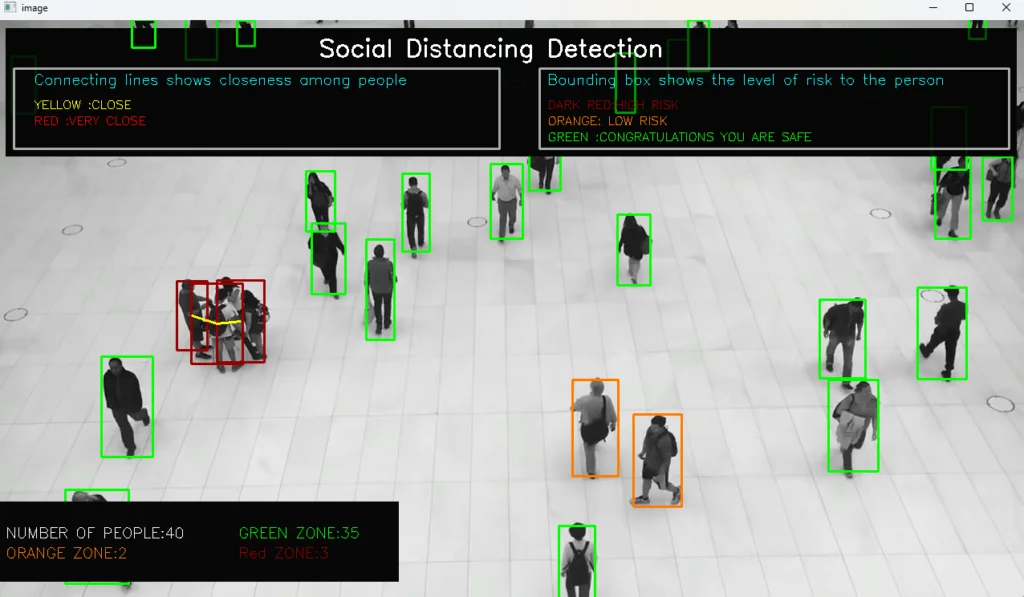 image
Social Distancing Detection
Connecting lines shows closeness among people
YELLOW :CLOSE
RED :VERY CLOSE
Bounding box shows the level of risk to the person
DARK RED:HIGH RISK
ORANGE: LOW RISK
GREEN :CONGRATULATIONS YOU ARE SAFE
NUMBER OF PEOPLE:40
GREEN ZONE:35
ORANGE ZONE:2
Red ZONE:3